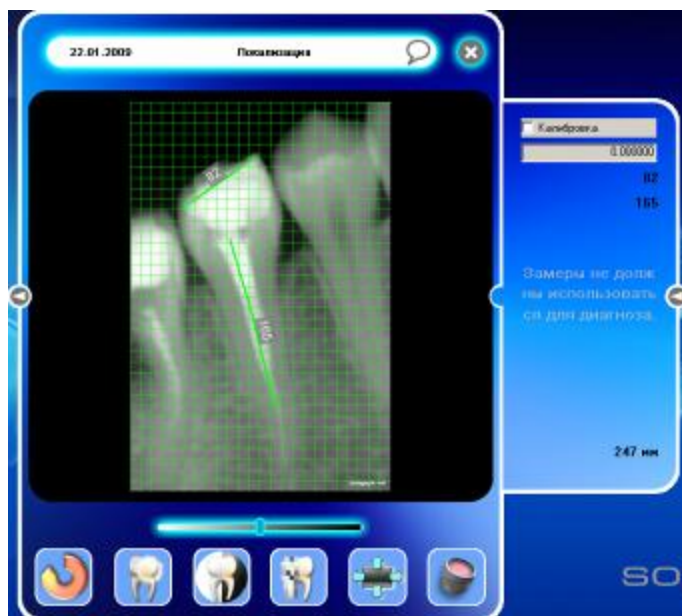 22.01.2009 Локализация
Калибровка
0.000000
82
165
82
165
Замеры не долж
ны использовать
ся для диагноза.
247 мм
SO